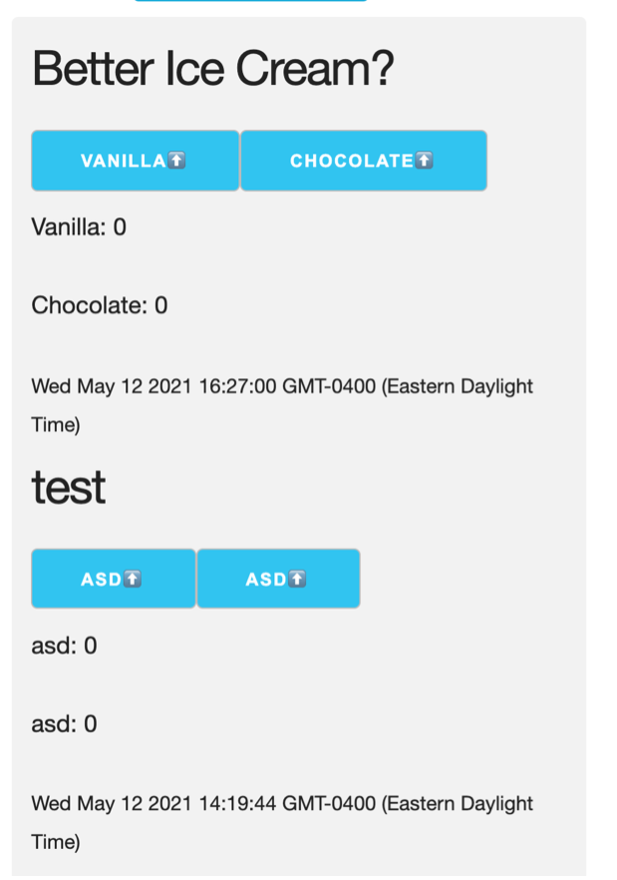 Better Ice Cream?
VANILLA⬆️ CHOCOLATE⬆️
Vanilla: 0
Chocolate: 0
Wed May 12 2021 16:27:00 GMT-0400 (Eastern Daylight
Time)
test
ASD⬆️ ASD⬆️
asd: 0
asd: 0
Wed May 12 2021 14:19:44 GMT-0400 (Eastern Daylight
Time)